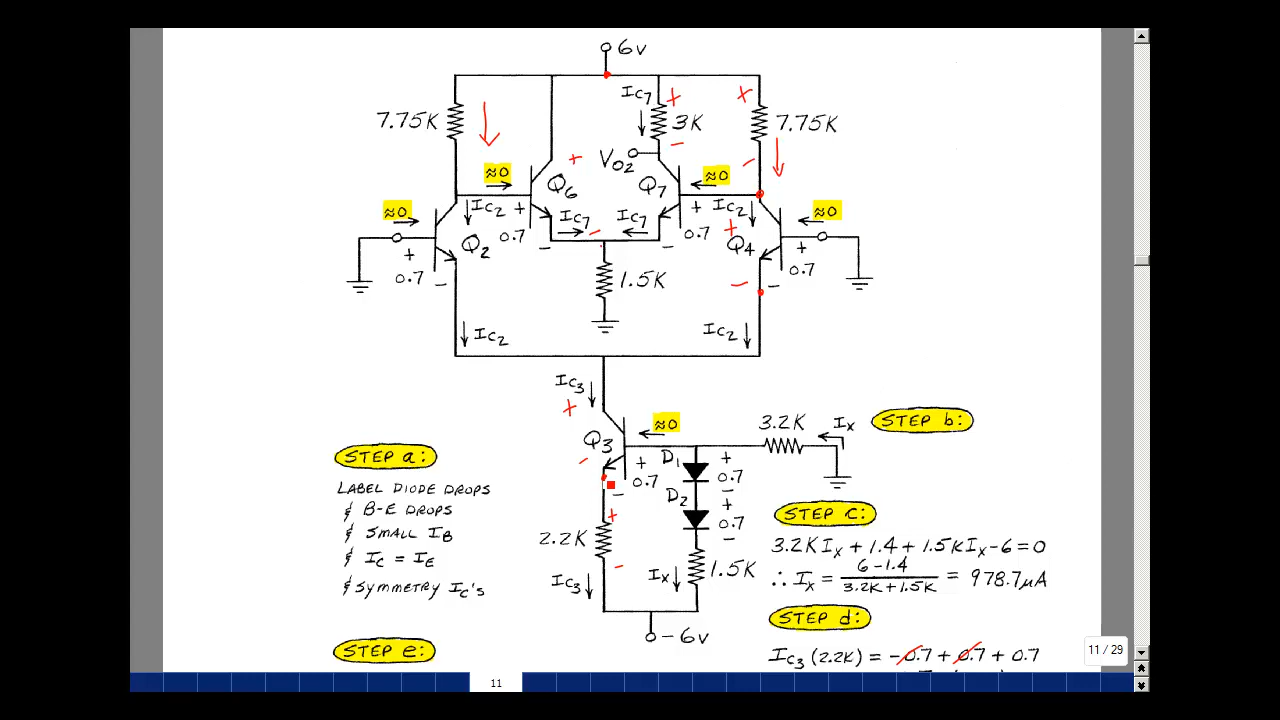 6V
7.75K
IC7
+
3K
+
7.75K
VO2
-
-
≈0
+
Q6
Q7
≈0
≈0
IC2
+
0.7
-
IC7
IC7
-
+
0.7
-
IC2
+
Q4
-
≈0
+
0.7
-
Q2
+
0.7
-
1.5K
IC2
IC2
IC3
+
≈0
3.2K
IX
STEP b:
Q3
-
+
0.7
-
D1
+
0.7
-
D2
+
0.7
-
STEP a:
LABEL DIODE DROPS
& B-E DROPS
& SMALL IB
& IC = IE
& SYMMETRY IC'S
2.2K
+
-
IC3
IX
1.5K
-6V
STEP C:
3.2KIX + 1.4 + 1.5KIX - 6 = 0
∴ IX = 6-1.4 / 3.2K+1.5K = 978.7μA
STEP d
IC3 (2.2K) = -0.7 + 0.7 + 0.7
STEP e:
11 / 29
11